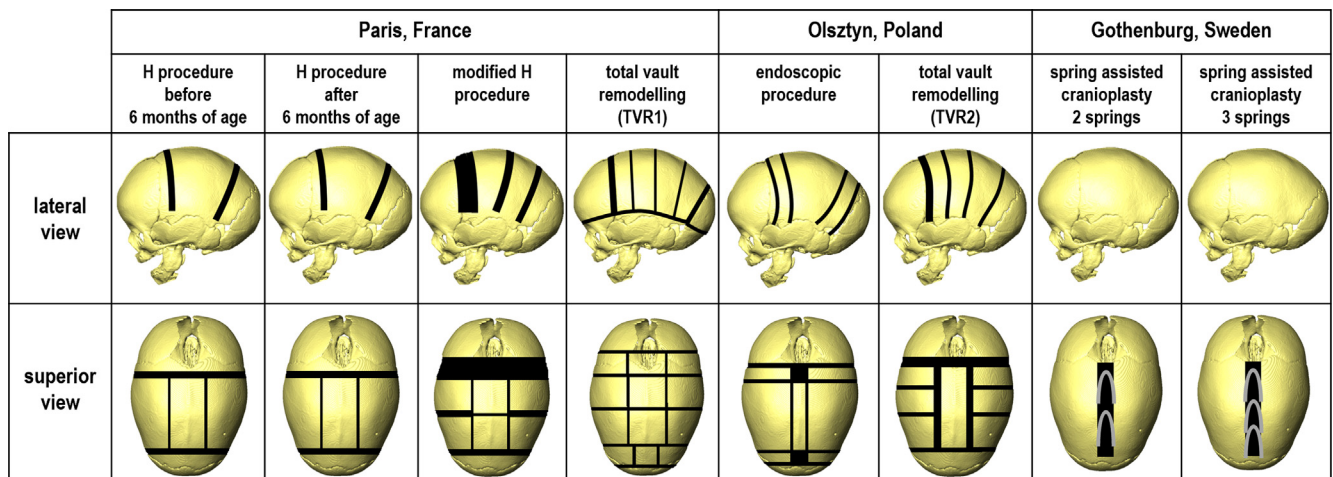 Paris, France
Olsztyn, Poland
Gothenburg, Sweden
H procedure
before
6 months of age
H procedure
after
6 months of age
modified H
procedure
total vault
remodelling
(TVR1)
endoscopic
procedure
total vault
remodelling
(TVR2)
spring assisted
cranioplasty
2 springs
spring assisted
cranioplasty
3 springs
lateral
view
superior
view